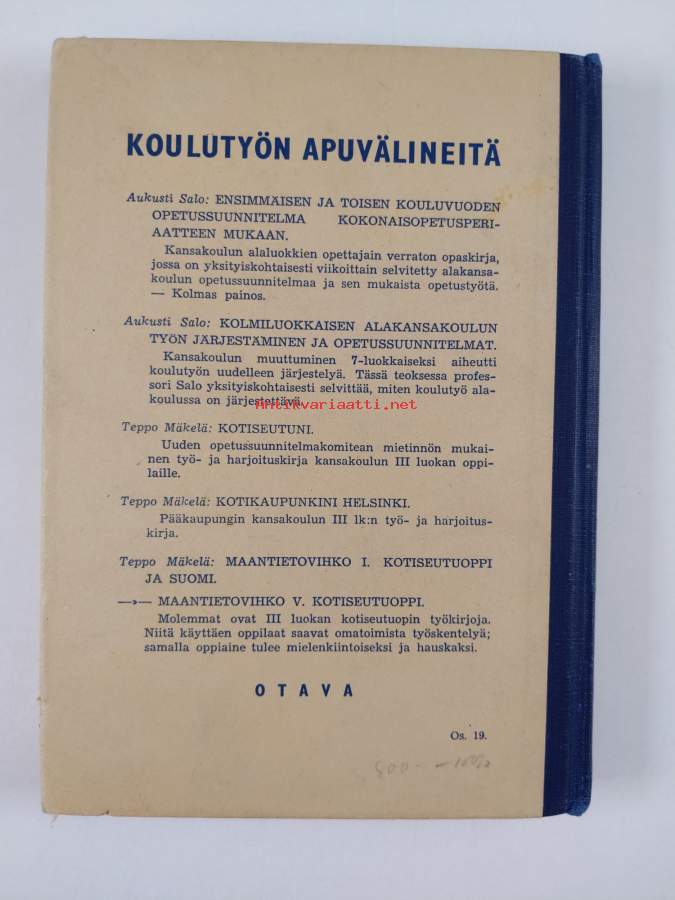 KOULUTYÖN APUVÄLINEITÄ
Aukusti Salo: ENSIMMÄISEN JA TOISEN KOULUVUODEN
OPETUSSUUNNITELMA KOKONAISOPETUSPERI-
AATTEEN MUKAAN.
Kansakoulun alaluokkien opettajain verraton opaskirja,
jossa on yksityiskohtaisesti viikoittain selvitetty alakansa-
koulun opetussuunnitelmaa ja sen mukaista opetustyötä.
— Kolmas painos.
Aukusti Salo: KOLMILUOKKAISEN ALAKANSAKOULUN
TYÖN JÄRJESTÄMINEN JA OPETUSSUUNNITELMAT.
Kansakoulun muuttuminen 7-luokkaiseksi aiheutti
koulutyön uudelleen järjestelyä. Tässä teoksessa profes-
sori Salo yksityiskohtaisesti selvittää, miten koulutyö ala-
koulussa on järjestettävä.
Antikvariaatti.net
Teppo Mäkelä: KOTISEUTUNI.
Uuden opetussuunnitelmakomitean mietinnön mukai-
nen työ- ja harjoituskirja kansakoulun III luokan oppi-
laille.
Teppo Mäkelä: KOTIKAUPUNKINI HELSINKI.
Pääkaupungin kansakoulun III lk:n työ- ja harjoitus-
kirja.
Teppo Mäkelä: MAANTIETOVIHKO I. KOTISEUTUOPPI
JA SUOMI.
—»— MAANTIETOVIHKO V. KOTISEUTUOPPI.
Molemmat ovat III luokan kotiseutuopin työkirjoja.
Niitä käyttäen oppilaat saavat omatoimista työskentelyä;
samalla oppiaine tulee mielenkiintoiseksi ja hauskaksi.
OTAVA
Os. 19.